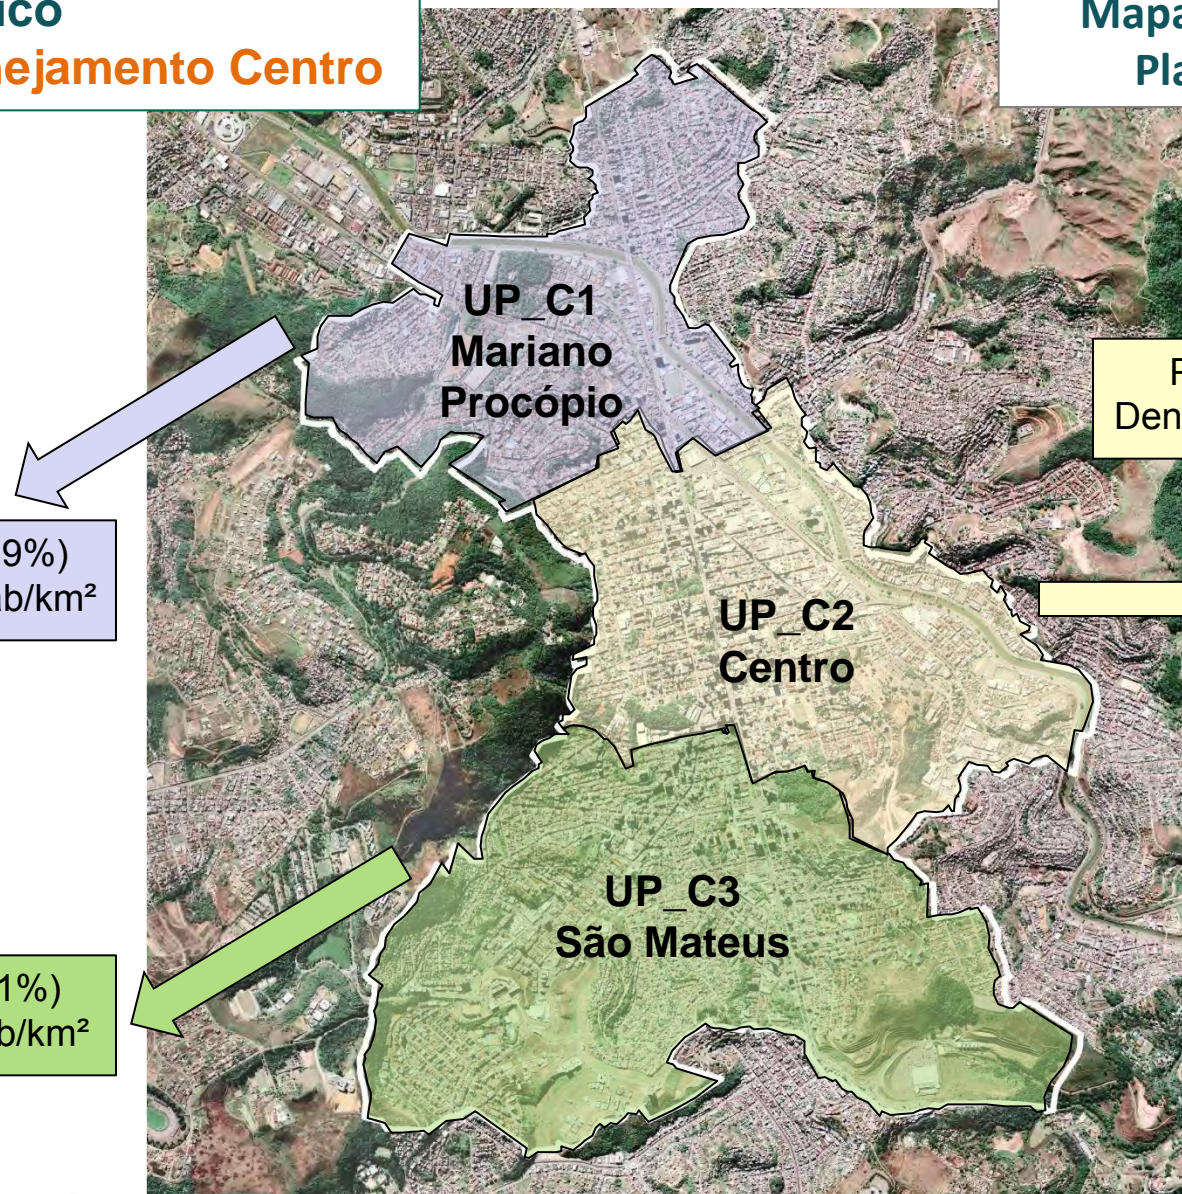 ico
nejamento Centro
Mapa
Pla
UP_C1
Mariano
Procópio
Den
9%)
ab/km²
UP_C2
Centro
UP_C3
São Mateus
1%)
b/km²